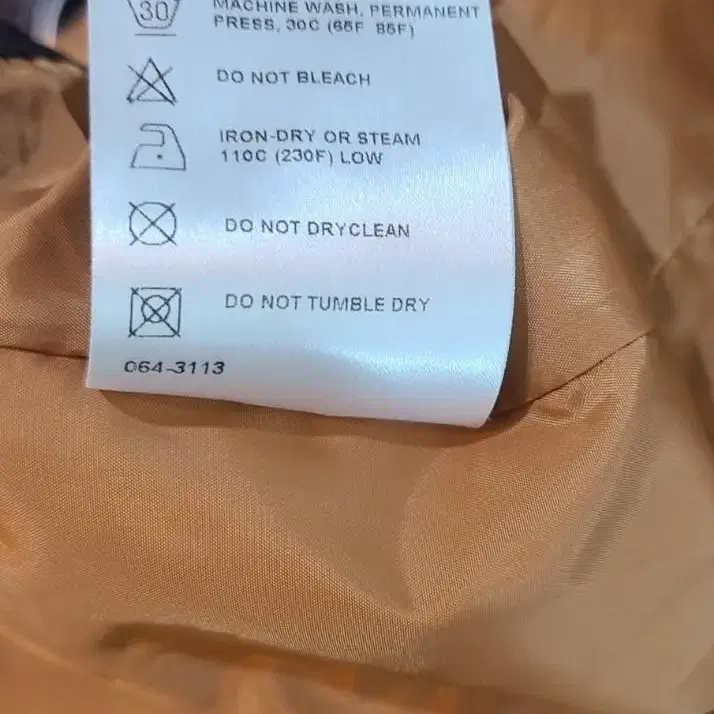 30
MACHINE WASH, PERMANENT
PRESS, 30C (65F 85F)
DO NOT BLEACH
IRON-DRY OR STEAM
110C (230F) LOW
DO NOT DRYCLEAN
DO NOT TUMBLE DRY
064-3113